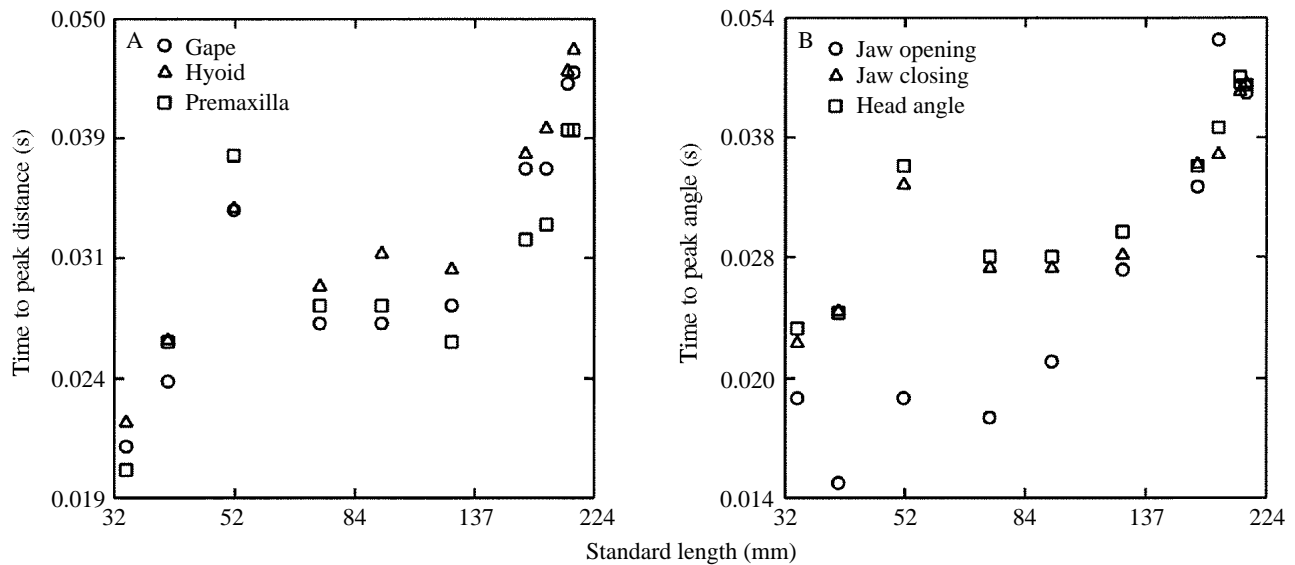 A
Gape
Hyoid
Premaxilla
Time to peak distance (s)
0.050
0.039
0.031
0.024
0.019
32 52 84 137 224
B
Jaw opening
Jaw closing
Head angle
Time to peak angle (s)
0.054
0.038
0.028
0.020
0.014
32 52 84 137 224
Standard length (mm)